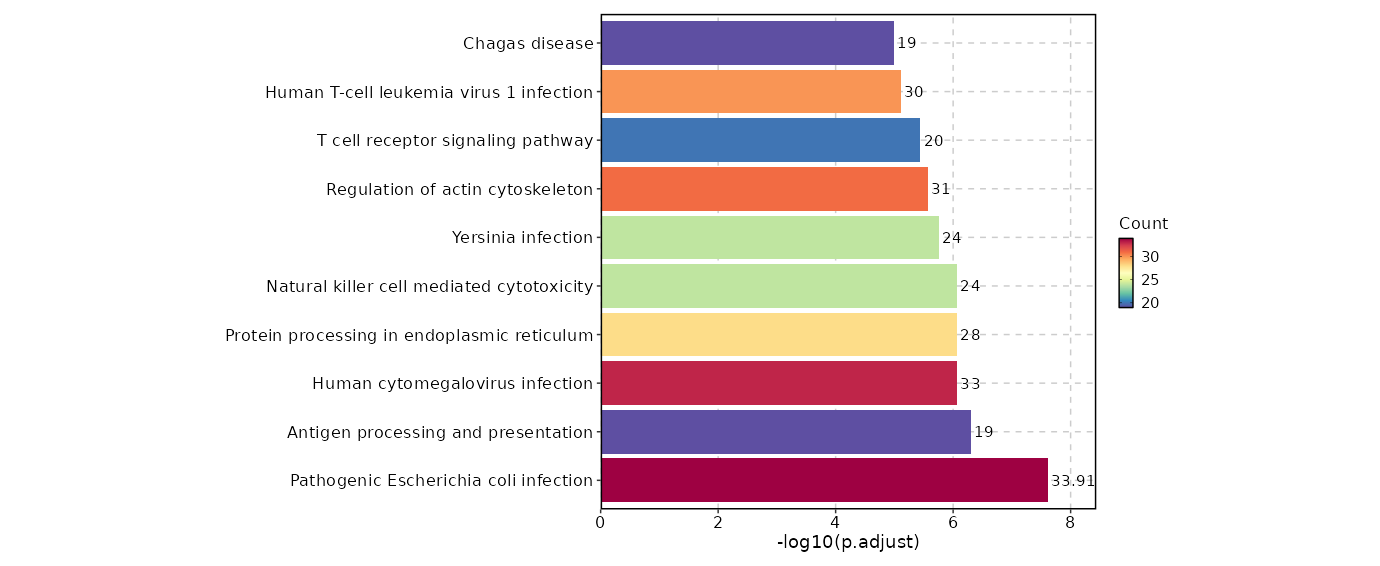 Chagas disease
19
Human T-cell leukemia virus 1 infection
30
T cell receptor signaling pathway
20
Regulation of actin cytoskeleton
31
Yersinia infection
24
Natural killer cell mediated cytotoxicity
24
Protein processing in endoplasmic reticulum
28
Human cytomegalovirus infection
33
Antigen processing and presentation
19
Pathogenic Escherichia coli infection
33.91
0 2 4 6 8
-log10(p.adjust)
Count
30
25
20